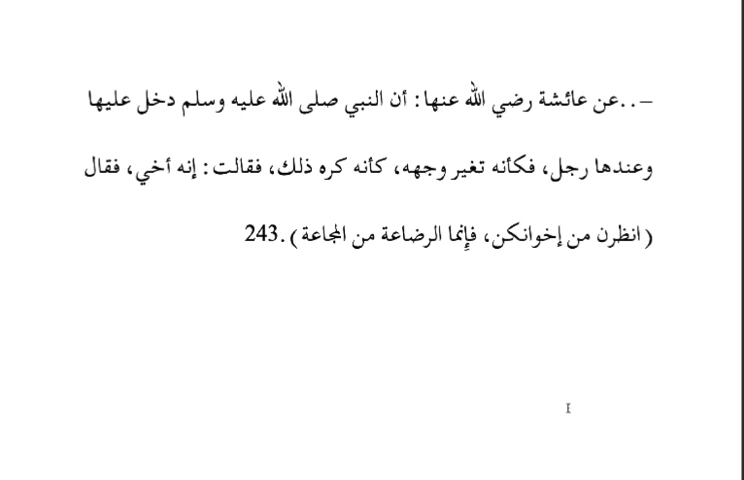 –..عن عائشة رضي الله عنها: أن النبي صلى الله عليه وسلم دخل عليها
وعندها رجل، فكأنه تغير وجهه، كأنه كره ذلك، فقالت: إنه أخي، فقال
(انظرن من إخوانكن، فإنما الرضاعة من المجاعة).243